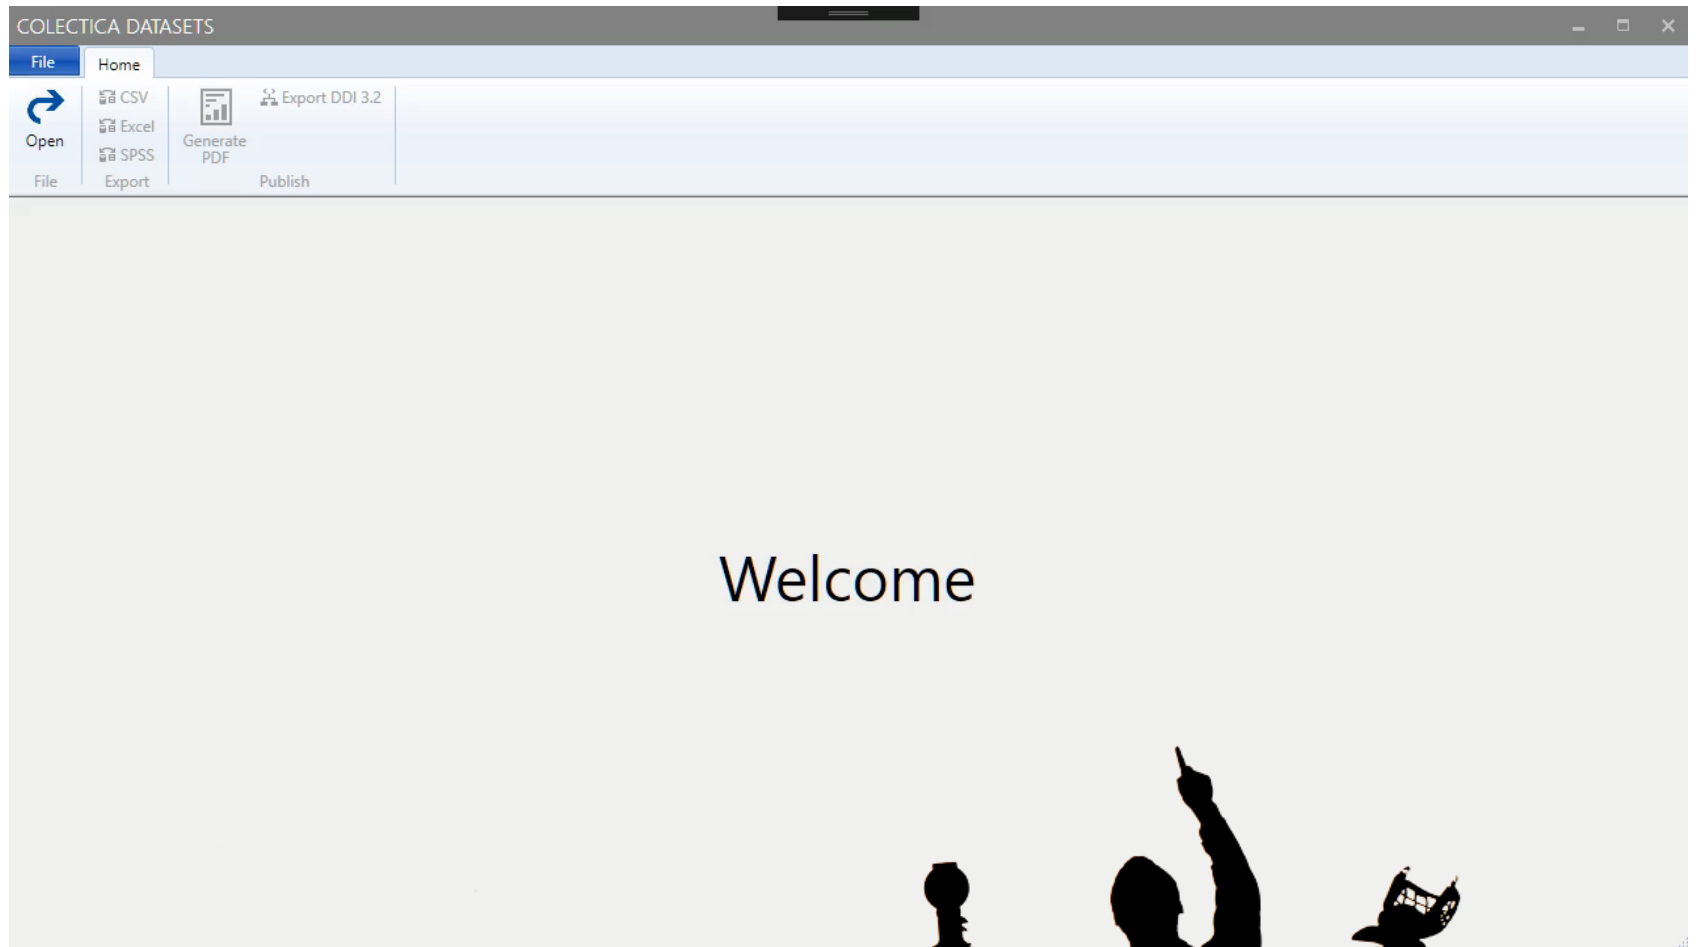 COLECTICA DATASETS
File
Home
Open
File
CSV
Excel
SPSS
Export
Generate
PDF
Export DDI 3.2
Publish
Welcome